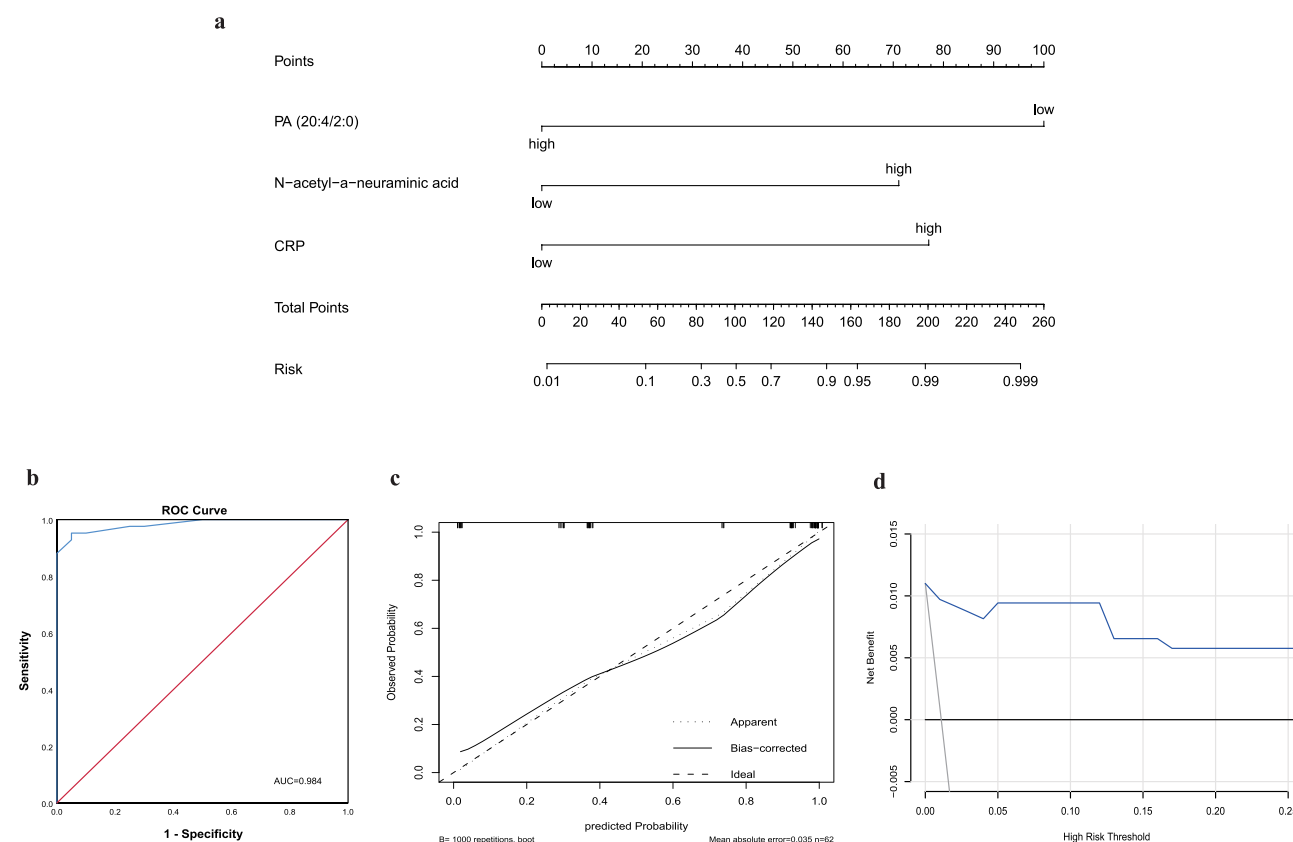 a
0 10 20 30 40 50 60 70 80 90 100
Points
low
PA (20:4/2:0)
high
high
N−acetyl−a−neuraminic acid
low
high
CRP
low
Total Points
0 20 40 60 80 100 120 140 160 180 200 220 240 260
Risk
0.01 0.1 0.3 0.5 0.7 0.9 0.95 0.99 0.999
b
ROC Curve
1.0
0.8
0.6
0.4
0.2
0.0
Sensitivity
AUC=0.984
0.0 0.2 0.4 0.6 0.8 1.0
1 - Specificity
c
1.0
0.8
0.6
0.4
0.2
0.0
Observed Probability
Apparent
Bias−corrected
Ideal
0.0 0.2 0.4 0.6 0.8 1.0
predicted Probability
B= 1000 repetitions, boot
Mean absolute error=0.035 n=62
d
0.015
0.010
0.005
0.000
−0.005
Net Benefit
0.00 0.05 0.10 0.15 0.20 0.2
High Risk Threshold